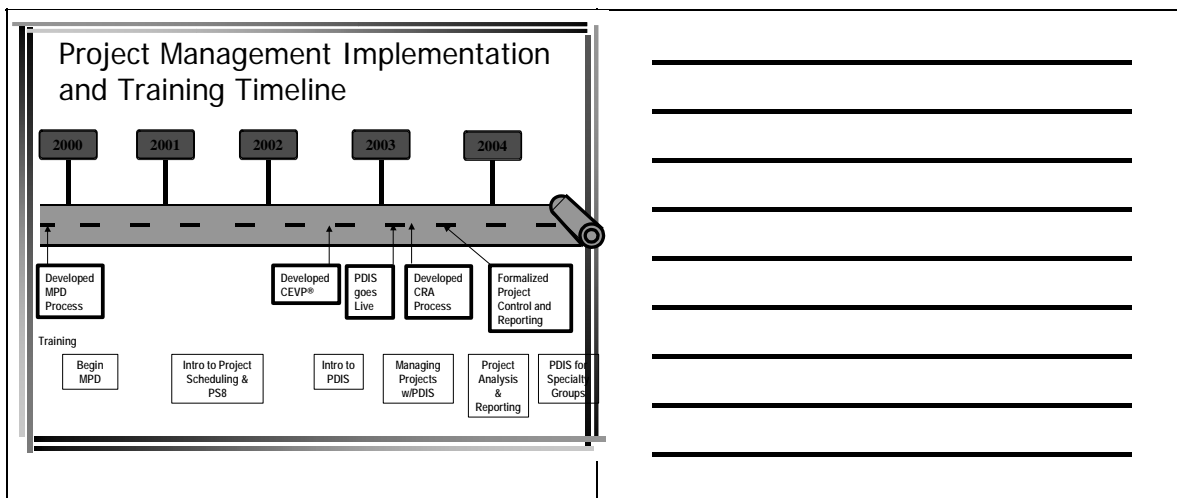 Project Management Implementation
and Training Timeline
2000 2001 2002 2003 2004
Developed
MPD
Process
Developed
CEVP®
PDIS
goes
Live
Developed
CRA
Process
Formalized
Project
Control and
Reporting
Training
Begin
MPD
Intro to Project
Scheduling &
PS8
Intro to
PDIS
Managing
Projects
w/PDIS
Project
Analysis
&
Reporting
PDIS for
Specialty
Groups